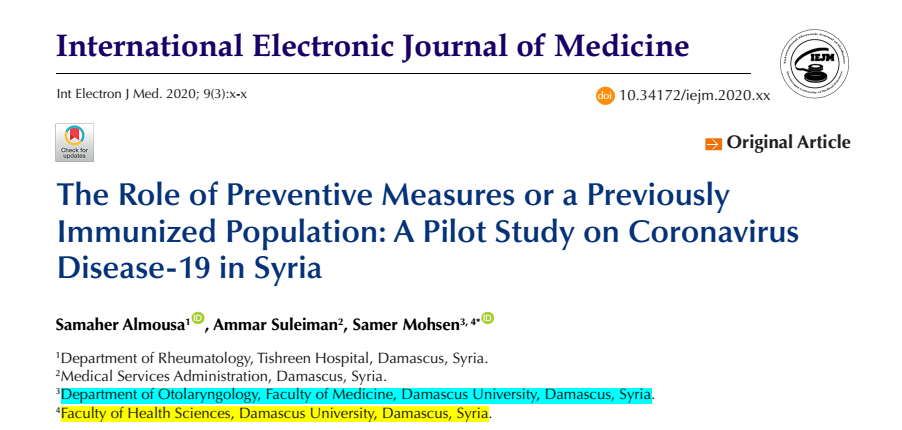 International Electronic Journal of Medicine
IEJM
Int Electron J Med. 2020; 9(3):x-x
doi 10.34172/iejm.2020.xx
Check for
updates
Original Article
The Role of Preventive Measures or a Previously
Immunized Population: A Pilot Study on Coronavirus
Disease-19 in Syria
Samaher Almousa¹ iD, Ammar Suleiman², Samer Mohsen³,⁴* iD
¹Department of Rheumatology, Tishreen Hospital, Damascus, Syria.
²Medical Services Administration, Damascus, Syria.
³Department of Otolaryngology, Faculty of Medicine, Damascus University, Damascus, Syria.
⁴Faculty of Health Sciences, Damascus University, Damascus, Syria.